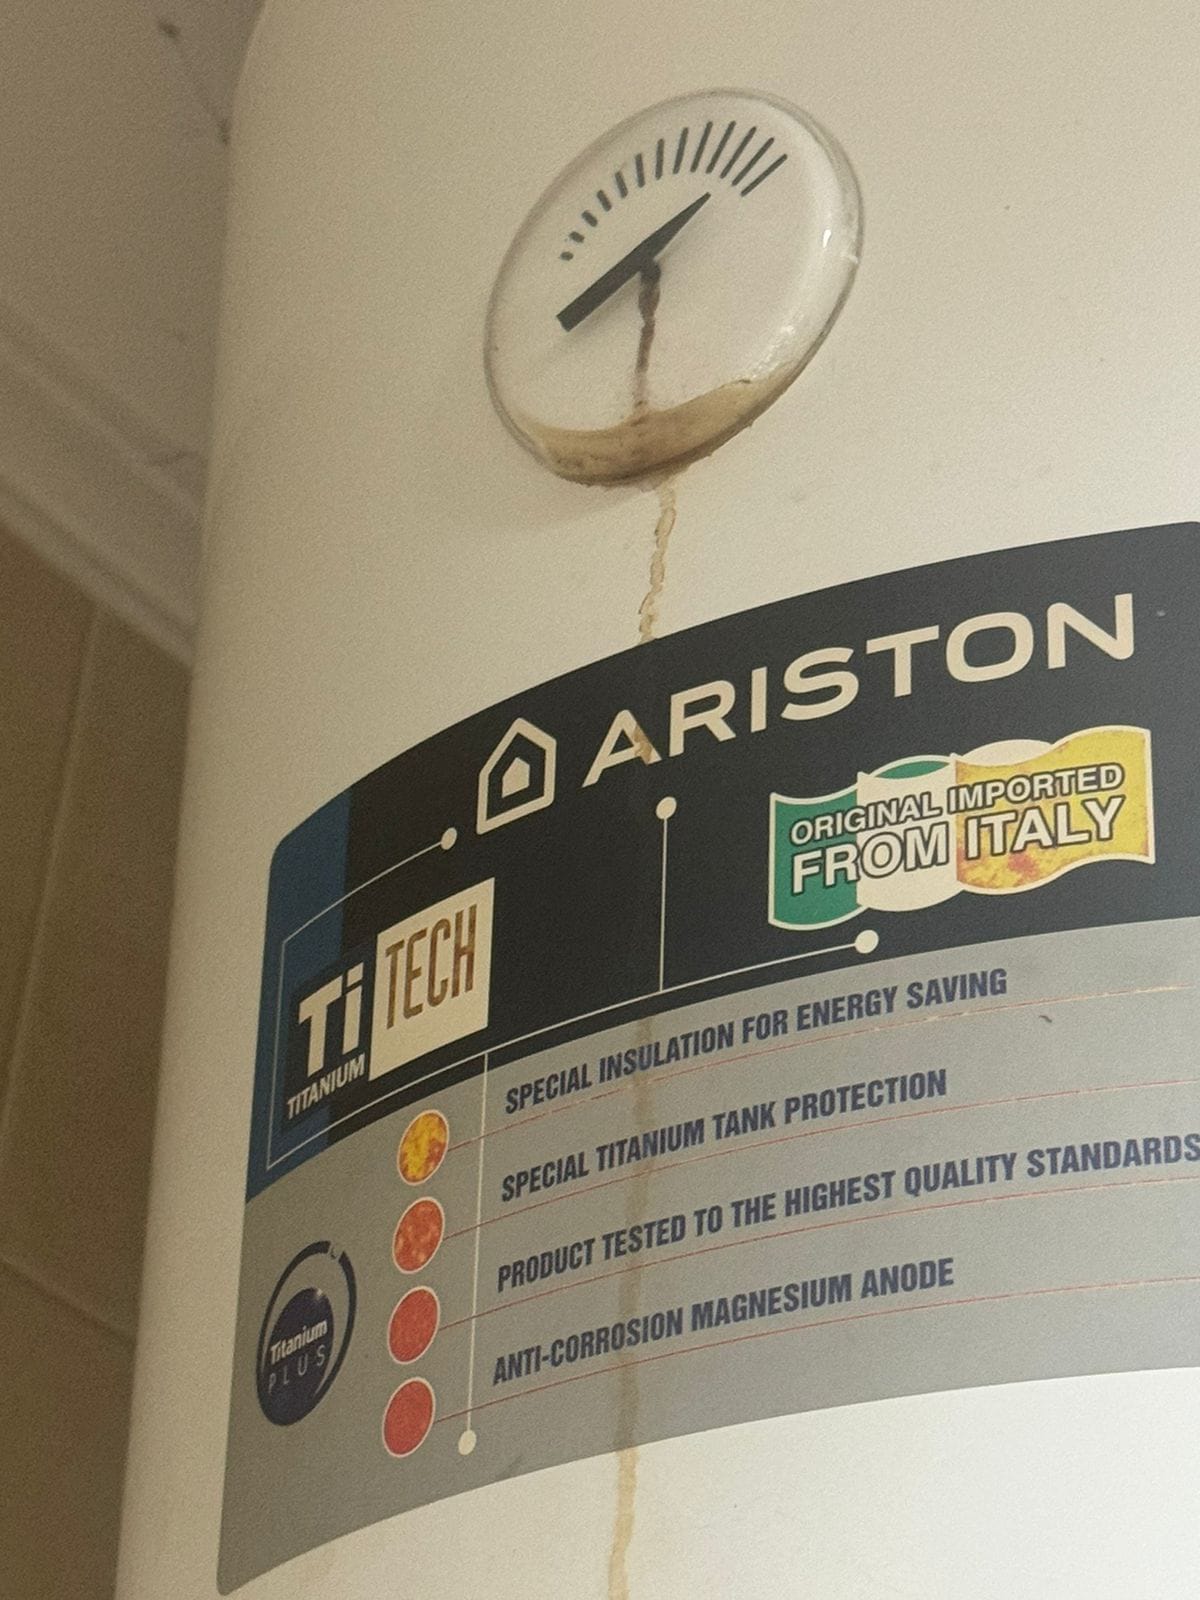 ARISTON
ORIGINAL IMPORTED
FROM ITALY
Ti TECH
TITANIUM
SPECIAL INSULATION FOR ENERGY SAVING
SPECIAL TITANIUM TANK PROTECTION
PRODUCT TESTED TO THE HIGHEST QUALITY STANDARDS
ANTI-CORROSION MAGNESIUM ANODE
Titanium
PLUS